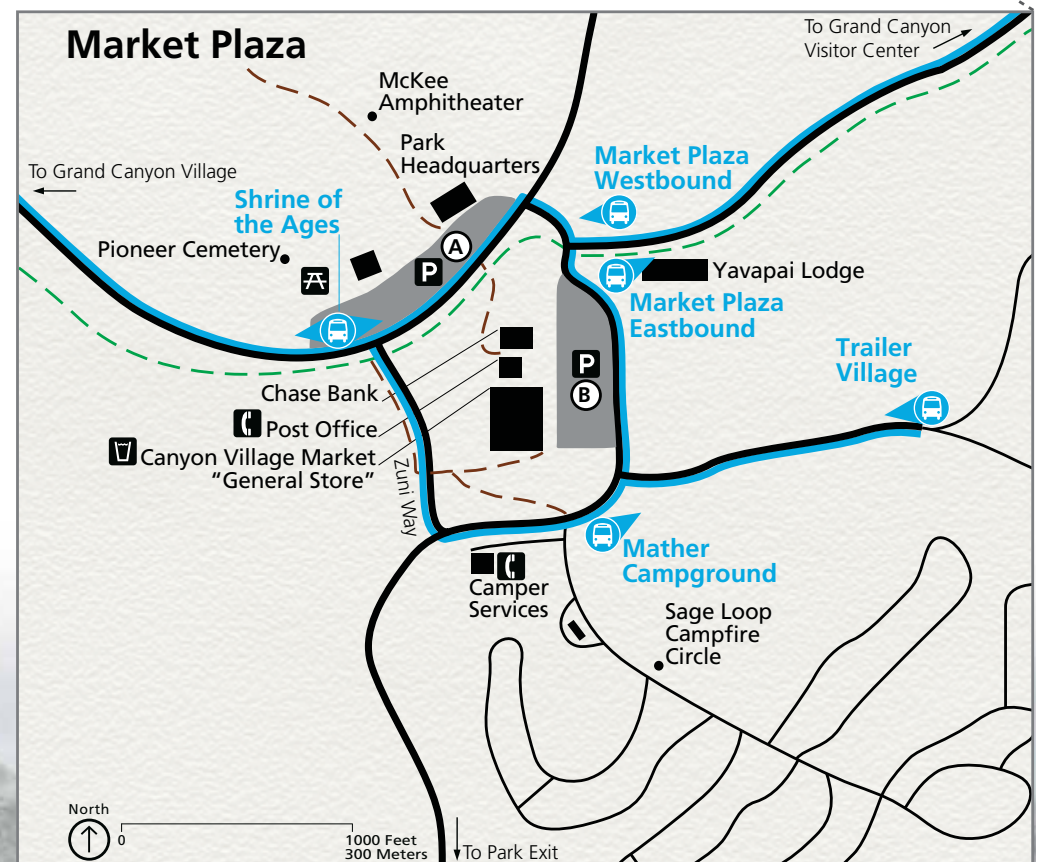 Market Plaza
To Grand Canyon
Visitor Center
McKee
Amphitheater
Park
Headquarters
Market Plaza
Westbound
To Grand Canyon Village
Shrine of
the Ages
Pioneer Cemetery
A
P
Yavapai Lodge
Market Plaza
Eastbound
Trailer
Village
P
B
Chase Bank
Post Office
Canyon Village Market
"General Store"
Zuni Way
Mather
Campground
Camper
Services
Sage Loop
Campfire
Circle
North
0
1000 Feet
300 Meters
To Park Exit